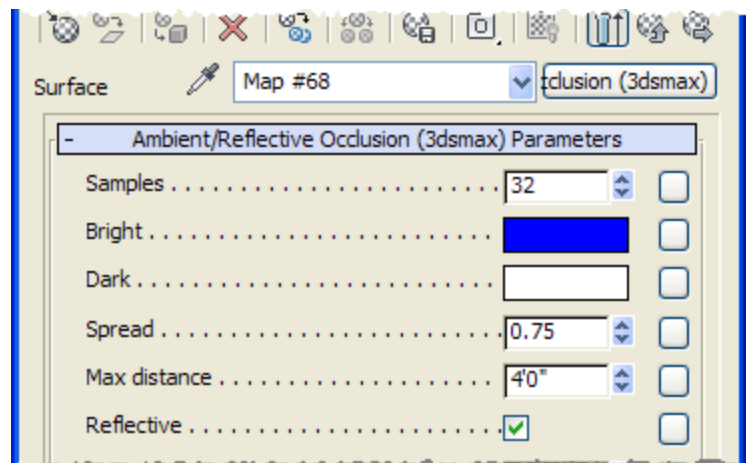 Surface Map #68 :clusion (3dsmax)
- Ambient/Reflective Occlusion (3dsmax) Parameters
Samples . . . . . . . . . . . . . . . . . . . . . . . . . 32
Bright . . . . . . . . . . . . . . . . . . . . . . . . . .
Dark . . . . . . . . . . . . . . . . . . . . . . . . . . .
Spread . . . . . . . . . . . . . . . . . . . . . . . . . . 0.75
Max distance . . . . . . . . . . . . . . . . . . . . . 4'0"
Reflective . . . . . . . . . . . . . . . . . . . . . . . .